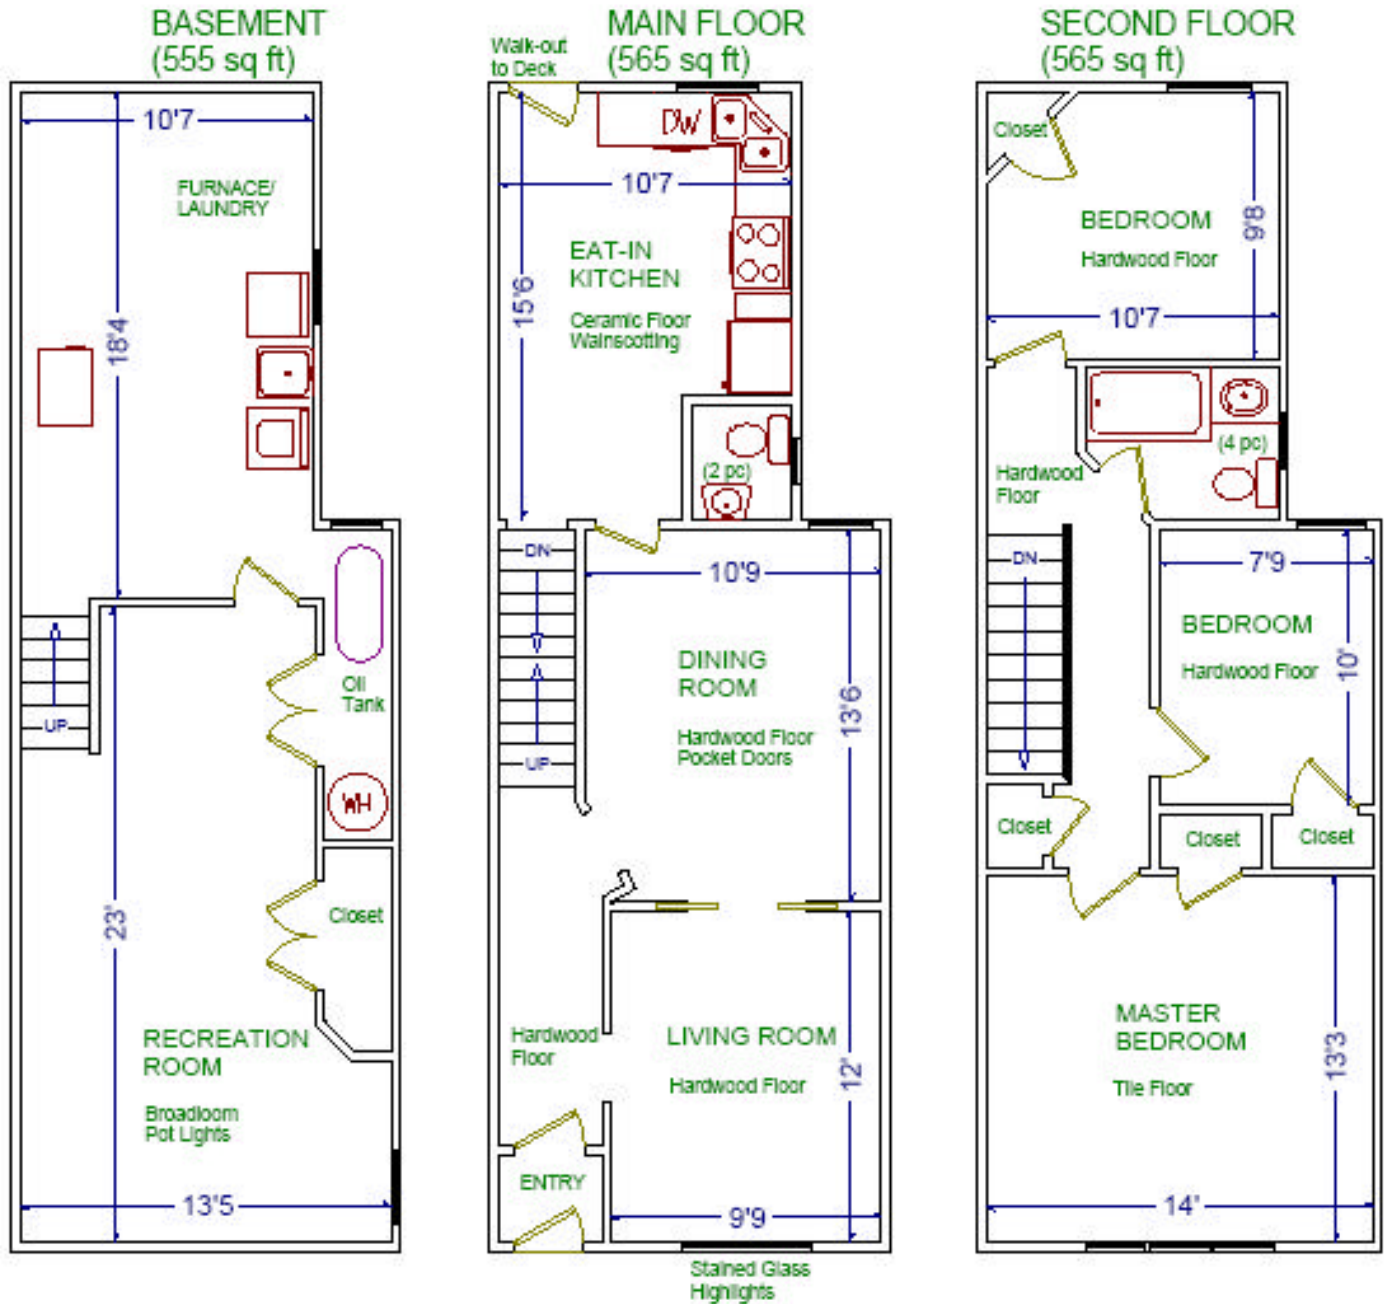 BASEMENT
(555 sq ft)
10'7
FURNACE/
LAUNDRY
18'4
UP
Oil
Tank
WH
23'
Closet
RECREATION
ROOM
Broadloom
Pot Lights
13'5
MAIN FLOOR
(565 sq ft)
Walk-out
to Deck
DW
10'7
EAT-IN
KITCHEN
15'6
Ceramic Floor
Wainscotting
(2 pc)
DN
10'9
DINING
ROOM
13'6
Hardwood Floor
Pocket Doors
UP
Hardwood
Floor
LIVING ROOM
Hardwood Floor
12'
ENTRY
9'9
Stained Glass
Highlights
SECOND FLOOR
(565 sq ft)
Closet
BEDROOM
Hardwood Floor
9'8
10'7
(4 pc)
Hardwood
Floor
DN
7'9
BEDROOM
Hardwood Floor
10'
Closet
Closet
Closet
MASTER
BEDROOM
13'3
Tile Floor
14'